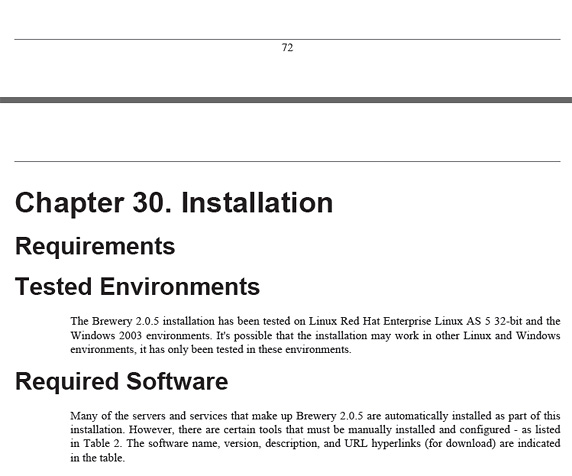 72
Chapter 30. Installation
Requirements
Tested Environments
The Brewery 2.0.5 installation has been tested on Linux Red Hat Enterprise Linux AS 5 32-bit and the
Windows 2003 environments. It's possible that the installation may work in other Linux and Windows
environments, it has only been tested in these environments.
Required Software
Many of the servers and services that make up Brewery 2.0.5 are automatically installed as part of this
installation. However, there are certain tools that must be manually installed and configured - as listed
in Table 2. The software name, version, description, and URL hyperlinks (for download) are indicated
in the table.